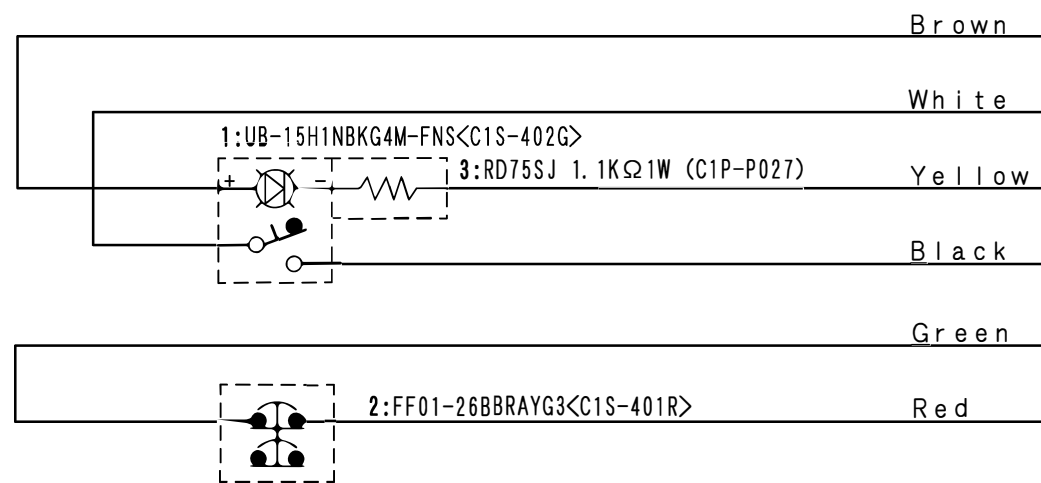 Brown
White
1:UB-15H1NBKG4M-FNS<C1S-402G>
3:RD75SJ 1.1KΩ1W (C1P-P027)
+ -
Yellow
Black
Green
2:FF01-26BBRAYG3<C1S-401R>
Red